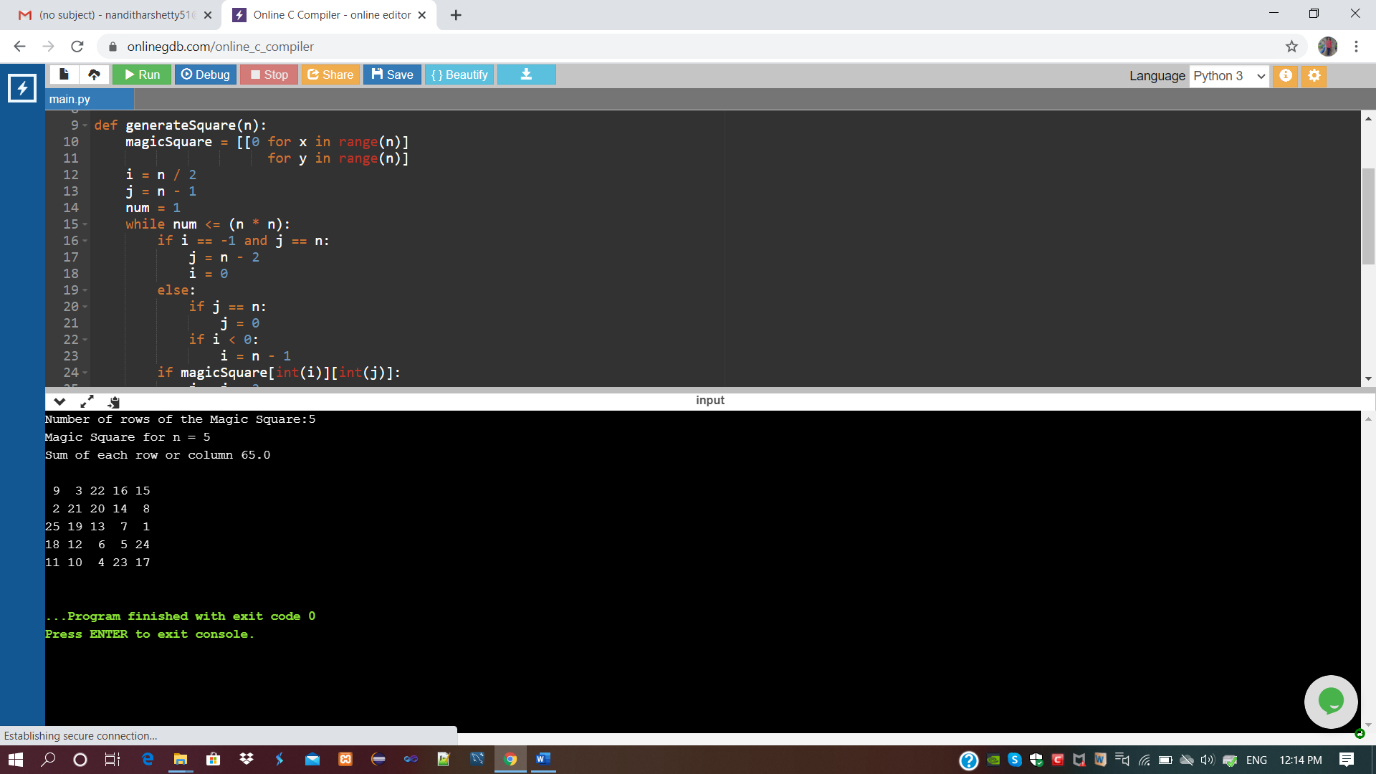 (no subject) - nanditharshetty51
Online C Compiler - online editor
onlinegdb.com/online_c_compiler
Run Debug Stop Share Save {} Beautify
Language Python 3
main.py
9 def generateSquare(n):
10 magicSquare = [[0 for x in range(n)]
11 for y in range(n)]
12 i = n / 2
13 j = n - 1
14 num = 1
15 while num <= (n * n):
16 if i == -1 and j == n:
17 j = n - 2
18 i = 0
19 else:
20 if j == n:
21 j = 0
22 if i < 0:
23 i = n - 1
24 if magicSquare[int(i)][int(j)]:
input
Number of rows of the Magic Square:5
Magic Square for n = 5
Sum of each row or column 65.0
9 3 22 16 15
2 21 20 14 8
25 19 13 7 1
18 12 6 5 24
11 10 4 23 17
...Program finished with exit code 0
Press ENTER to exit console.
Establishing secure connection...
ENG 12:14 PM